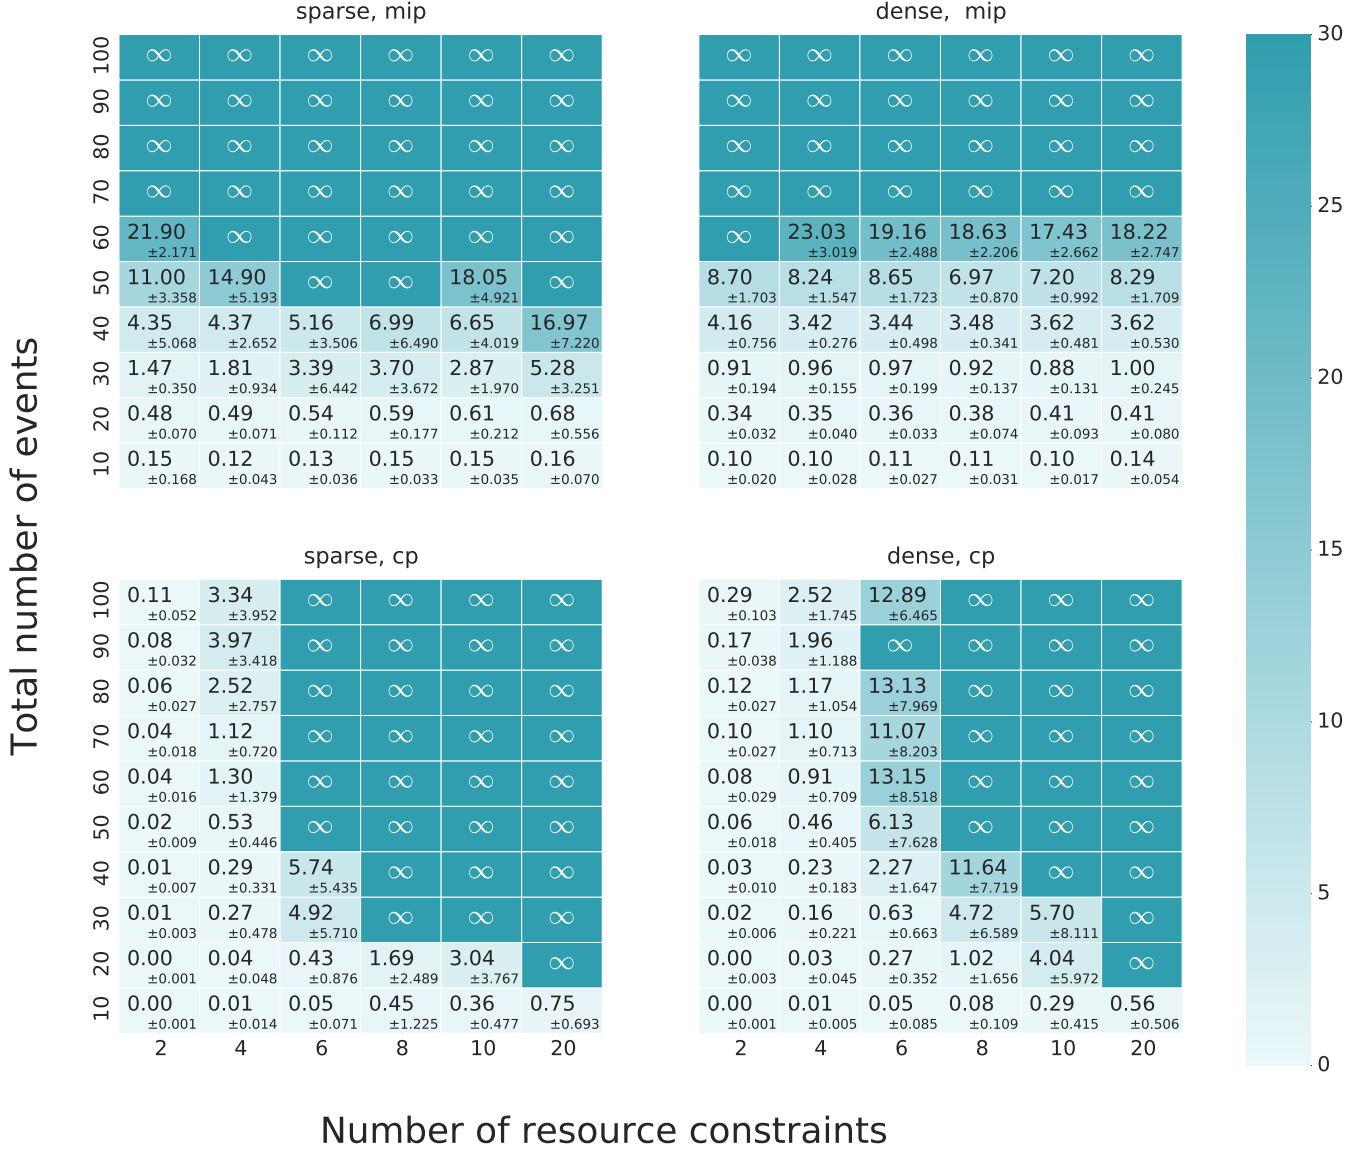 sparse, mip
dense,  mip
100 ∞ ∞ ∞ ∞ ∞ ∞ ∞ ∞ ∞ ∞ ∞ ∞ 30
90 ∞ ∞ ∞ ∞ ∞ ∞ ∞ ∞ ∞ ∞ ∞ ∞
80 ∞ ∞ ∞ ∞ ∞ ∞ ∞ ∞ ∞ ∞ ∞ ∞
70 ∞ ∞ ∞ ∞ ∞ ∞ ∞ ∞ ∞ ∞ ∞ ∞
60 21.90 ∞ ∞ ∞ ∞ ∞ ∞ 23.03 19.16 18.63 17.43 18.22 25
±2.171 ±3.019 ±2.488 ±2.206 ±2.662 ±2.747
50 11.00 14.90 ∞ ∞ 18.05 ∞ 8.70 8.24 8.65 6.97 7.20 8.29
±3.358 ±5.193 ±4.921 ±1.703 ±1.547 ±1.723 ±0.870 ±0.992 ±1.709
40 4.35 4.37 5.16 6.99 6.65 16.97 4.16 3.42 3.44 3.48 3.62 3.62
±5.068 ±2.652 ±3.506 ±6.490 ±4.019 ±7.220 ±0.756 ±0.276 ±0.498 ±0.341 ±0.481 ±0.530
30 1.47 1.81 3.39 3.70 2.87 5.28 0.91 0.96 0.97 0.92 0.88 1.00 20
±0.350 ±0.934 ±6.442 ±3.672 ±1.970 ±3.251 ±0.194 ±0.155 ±0.199 ±0.137 ±0.131 ±0.245
20 0.48 0.49 0.54 0.59 0.61 0.68 0.34 0.35 0.36 0.38 0.41 0.41
±0.070 ±0.071 ±0.112 ±0.177 ±0.212 ±0.556 ±0.032 ±0.040 ±0.033 ±0.074 ±0.093 ±0.080
10 0.15 0.12 0.13 0.15 0.15 0.16 0.10 0.10 0.11 0.11 0.10 0.14
±0.168 ±0.043 ±0.036 ±0.033 ±0.035 ±0.070 ±0.020 ±0.028 ±0.027 ±0.031 ±0.017 ±0.054
Total number of events
sparse, cp
dense, cp
15
100 0.11 3.34 ∞ ∞ ∞ ∞ 0.29 2.52 12.89 ∞ ∞ ∞
±0.052 ±3.952 ±0.103 ±1.745 ±6.465
90 0.08 3.97 ∞ ∞ ∞ ∞ 0.17 1.96 ∞ ∞ ∞ ∞
±0.032 ±3.418 ±0.038 ±1.188
80 0.06 2.52 ∞ ∞ ∞ ∞ 0.12 1.17 13.13 ∞ ∞ ∞
±0.027 ±2.757 ±0.027 ±1.054 ±7.969
70 0.04 1.12 ∞ ∞ ∞ ∞ 0.10 1.10 11.07 ∞ ∞ ∞ 10
±0.018 ±0.720 ±0.027 ±0.713 ±8.203
60 0.04 1.30 ∞ ∞ ∞ ∞ 0.08 0.91 13.15 ∞ ∞ ∞
±0.016 ±1.379 ±0.029 ±0.709 ±8.518
50 0.02 0.53 ∞ ∞ ∞ ∞ 0.06 0.46 6.13 ∞ ∞ ∞
±0.009 ±0.446 ±0.018 ±0.405 ±7.628
40 0.01 0.29 5.74 ∞ ∞ ∞ 0.03 0.23 2.27 11.64 ∞ ∞
±0.007 ±0.331 ±5.435 ±0.010 ±0.183 ±1.647 ±7.719
5
30 0.01 0.27 4.92 ∞ ∞ ∞ 0.02 0.16 0.63 4.72 5.70 ∞
±0.003 ±0.478 ±5.710 ±0.006 ±0.221 ±0.663 ±6.589 ±8.111
20 0.00 0.04 0.43 1.69 3.04 ∞ 0.00 0.03 0.27 1.02 4.04 ∞
±0.001 ±0.048 ±0.876 ±2.489 ±3.767 ±0.003 ±0.045 ±0.352 ±1.656 ±5.972
10 0.00 0.01 0.05 0.45 0.36 0.75 0.00 0.01 0.05 0.08 0.29 0.56
±0.001 ±0.014 ±0.071 ±1.225 ±0.477 ±0.693 ±0.001 ±0.005 ±0.085 ±0.109 ±0.415 ±0.506
2 4 6 8 10 20 2 4 6 8 10 20
0
Number of resource constraints